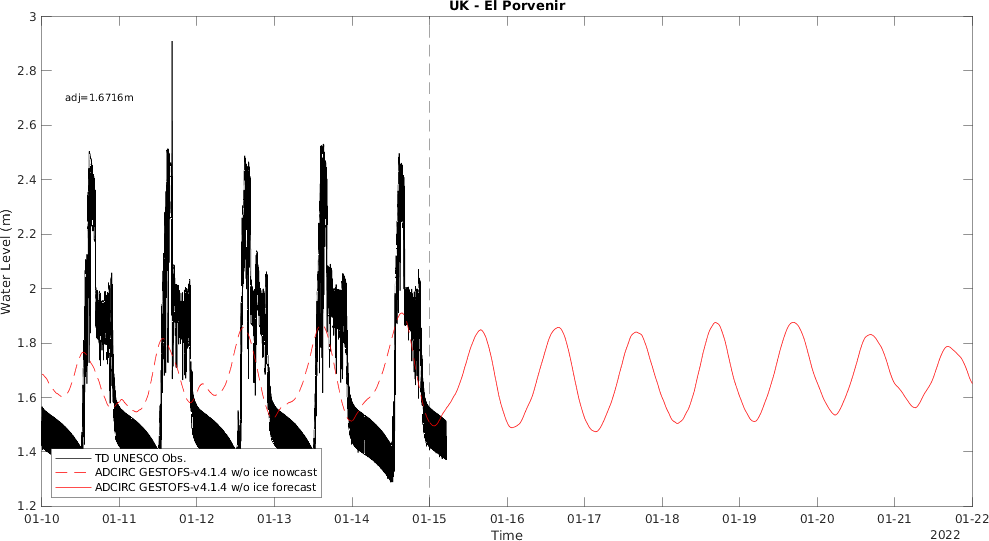 UK - El Porvenir
3
2.8
adj=1.6716m
2.6
2.4
2.2
2
1.8
1.6
1.4
1.2
Water Level (m)
TD UNESCO Obs.
ADCIRC GESTOFS-v4.1.4 w/o ice nowcast
ADCIRC GESTOFS-v4.1.4 w/o ice forecast
01-10 01-11 01-12 01-13 01-14 01-15 01-16 01-17 01-18 01-19 01-20 01-21 01-22
Time
2022